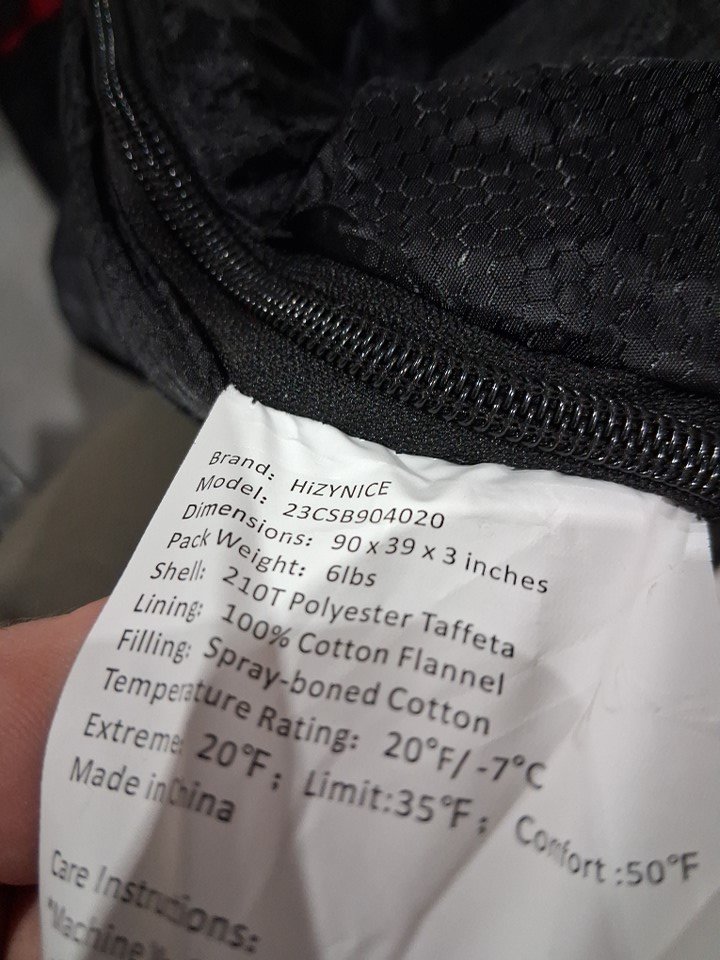 Brand: HiZYNICE
Model: 23CSB904020
Dimensions: 90 x 39 x 3 inches
Pack Weight: 6lbs
Shell: 210T Polyester Taffeta
Lining: 100% Cotton Flannel
Filling: Spray-boned Cotton
Temperature Rating: 20°F/ -7°C
Extreme: 20°F; Limit:35°F; Comfort :50°F
Made in China
Care Instrutions:
*Machine